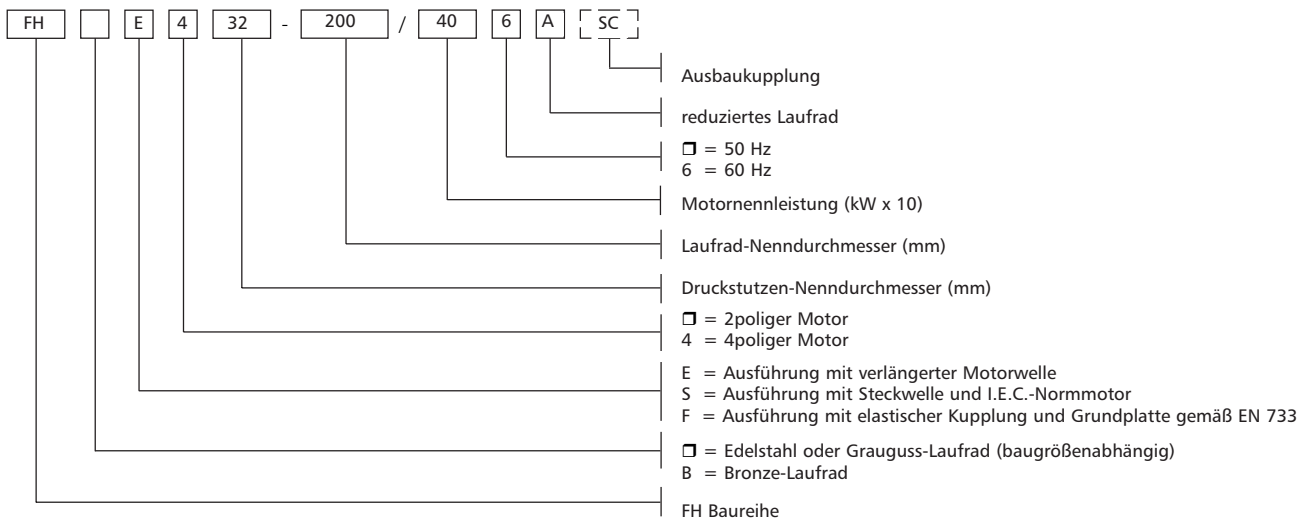 FH E 4 32 - 200 / 40 6 A SC
Ausbaukupplung
reduziertes Laufrad
❒ = 50 Hz
6 = 60 Hz
Motornennleistung (kW x 10)
Laufrad-Nenndurchmesser (mm)
Druckstutzen-Nenndurchmesser (mm)
❒ = 2poliger Motor
4 = 4poliger Motor
E = Ausführung mit verlängerter Motorwelle
S = Ausführung mit Steckwelle und I.E.C.-Normmotor
F = Ausführung mit elastischer Kupplung und Grundplatte gemäß EN 733
❒ = Edelstahl oder Grauguss-Laufrad (baugrößenabhängig)
B = Bronze-Laufrad
FH Baureihe